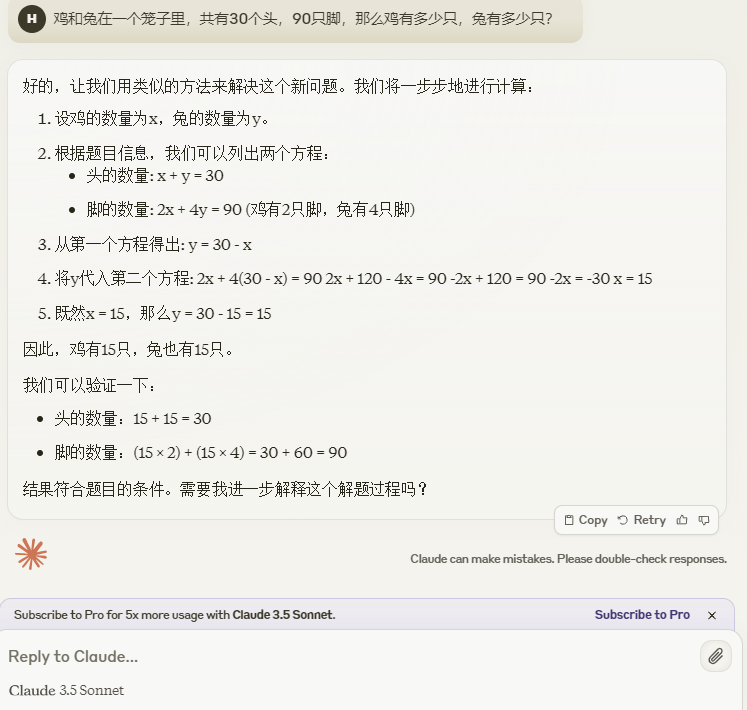 H 鸡和兔在一个笼子里，共有30个头，90只脚，那么鸡有多少只，兔有多少只？
好的，让我们用类似的方法来解决这个新问题。我们将一步步地进行计算：
1. 设鸡的数量为x，兔的数量为y。
2. 根据题目信息，我们可以列出两个方程：
• 头的数量: x + y = 30
• 脚的数量: 2x + 4y = 90 (鸡有2只脚，兔有4只脚)
3. 从第一个方程得出: y = 30 - x
4. 将y代入第二个方程: 2x + 4(30 - x) = 90 2x + 120 - 4x = 90 -2x + 120 = 90 -2x = -30 x = 15
5. 既然x = 15，那么y = 30 - 15 = 15
因此，鸡有15只，兔也有15只。
我们可以验证一下：
• 头的数量：15 + 15 = 30
• 脚的数量：(15 × 2) + (15 × 4) = 30 + 60 = 90
结果符合题目的条件。需要我进一步解释这个解题过程吗？
Copy Retry
Claude can make mistakes. Please double-check responses.
Subscribe to Pro for 5x more usage with Claude 3.5 Sonnet. Subscribe to Pro ×
Reply to Claude...
Claude 3.5 Sonnet